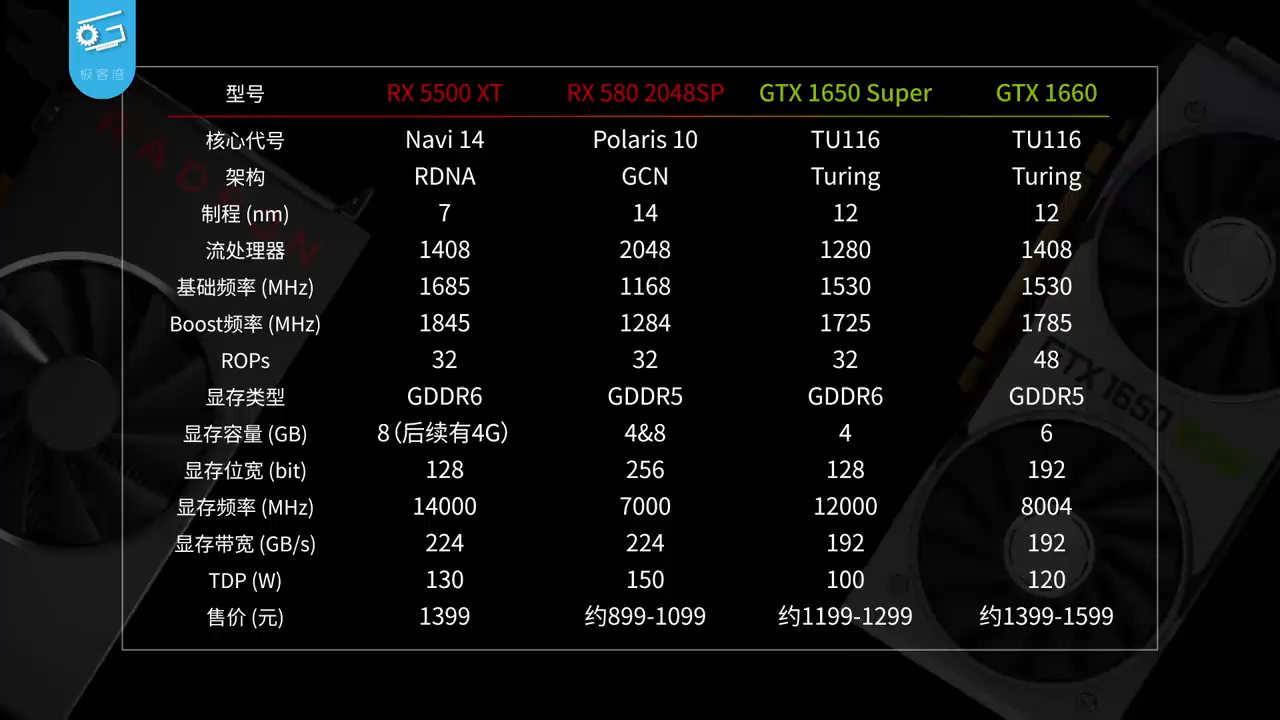 极客湾
型号 RX 5500 XT RX 580 2048SP GTX 1650 Super GTX 1660
核心代号 Navi 14 Polaris 10 TU116 TU116
架构 RDNA GCN Turing Turing
制程 (nm) 7 14 12 12
流处理器 1408 2048 1280 1408
基础频率 (MHz) 1685 1168 1530 1530
Boost频率 (MHz) 1845 1284 1725 1785
ROPs 32 32 32 48
显存类型 GDDR6 GDDR5 GDDR6 GDDR5
显存容量 (GB) 8（后续有4G） 4&8 4 6
显存位宽 (bit) 128 256 128 192
显存频率 (MHz) 14000 7000 12000 8004
显存带宽 (GB/s) 224 224 192 192
TDP (W) 130 150 100 120
售价 (元) 1399 约899-1099 约1199-1299 约1399-1599
RADEON
GTX 1650